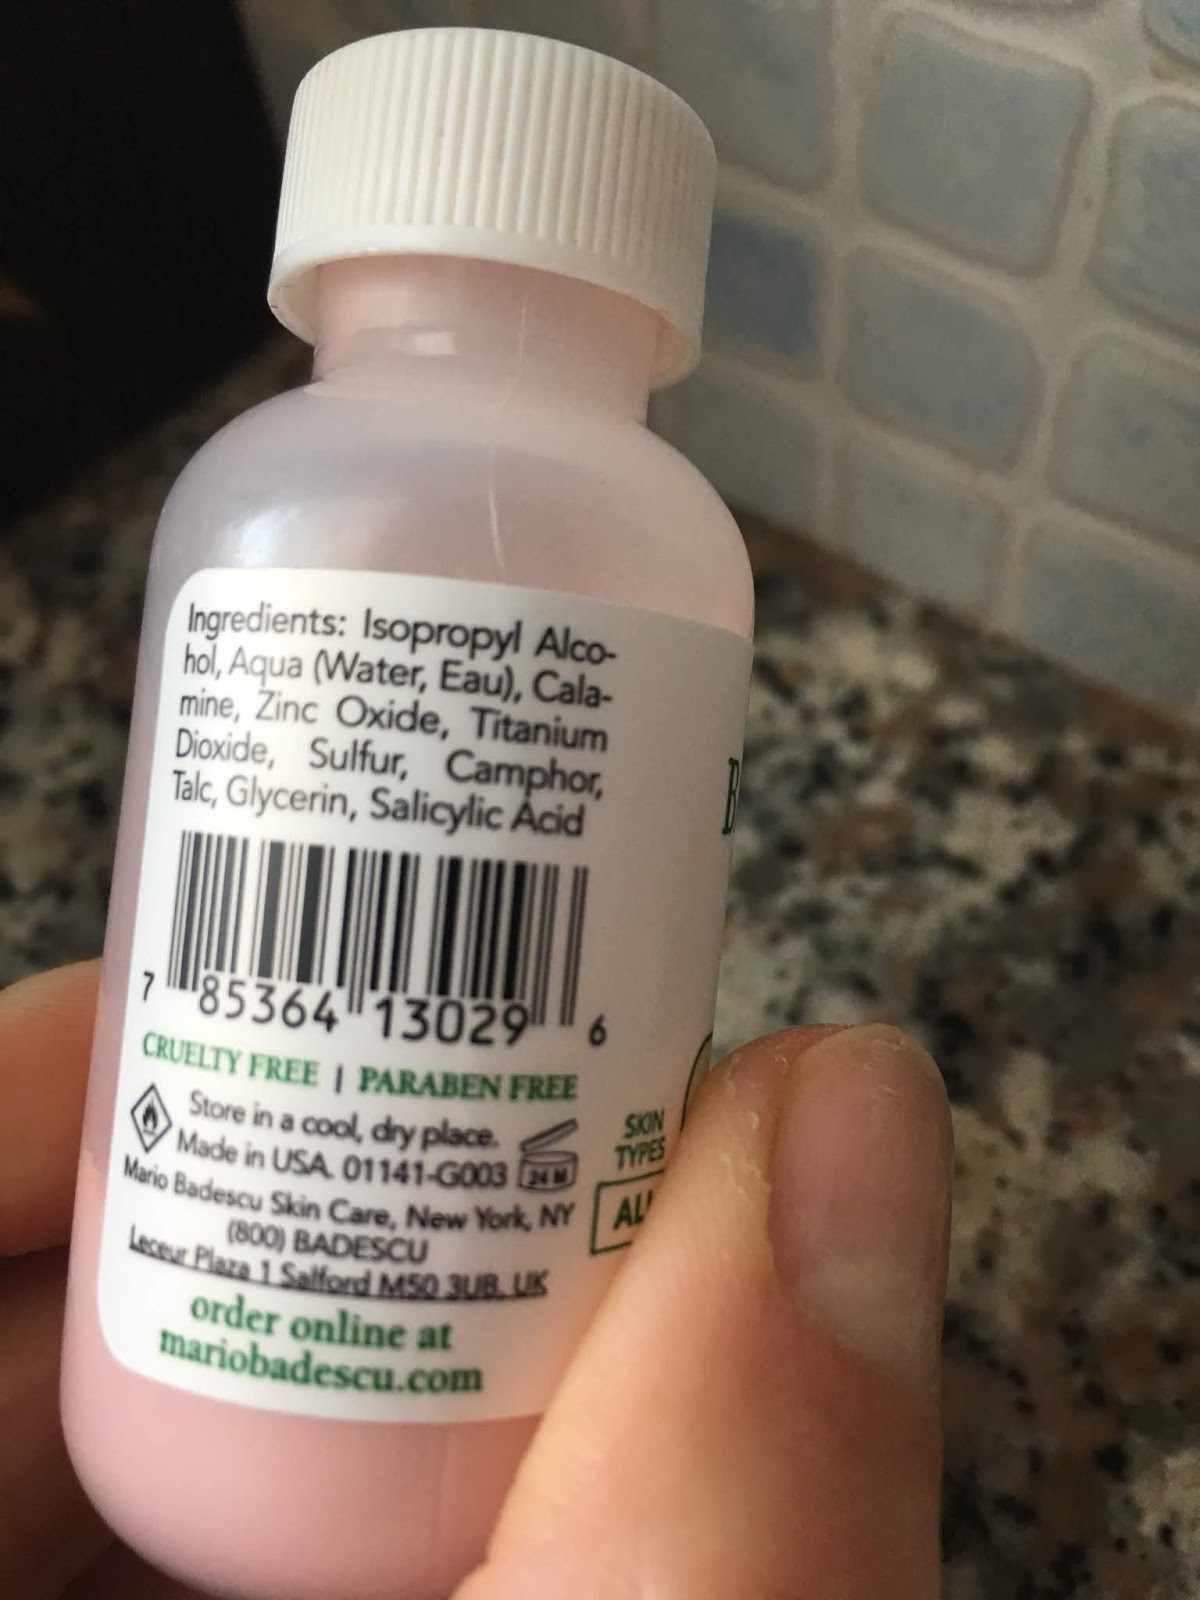 Ingredients: Isopropyl Alco-
hol, Aqua (Water, Eau), Cala-
mine, Zinc Oxide, Titanium
Dioxide, Sulfur, Camphor,
Talc, Glycerin, Salicylic Acid
7 85364 13029 6
CRUELTY FREE | PARABEN FREE
Store in a cool, dry place.
Made in USA. 01141-G003 24 M
Mario Badescu Skin Care, New York, NY
(800) BADESCU
Leceur Plaza 1 Salford M50 3UB, UK
order online at
mariobadescu.com
B
SKIN
TYPES